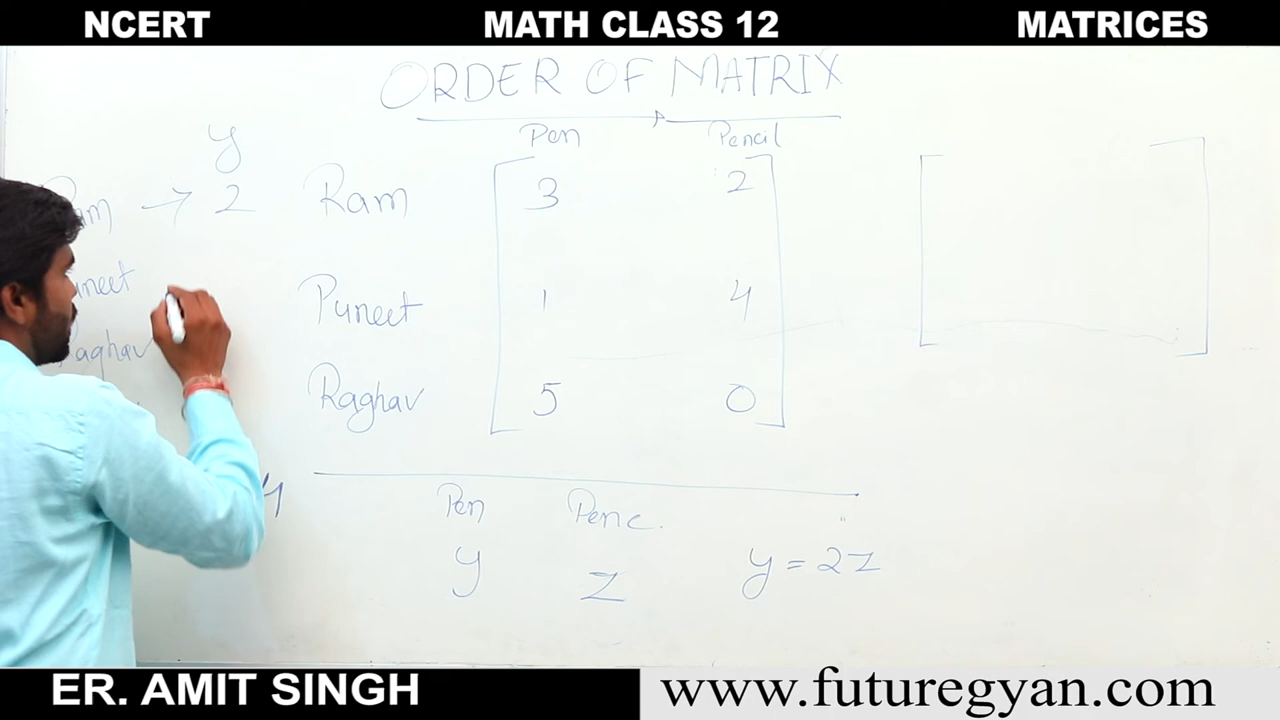 NCERT MATH CLASS 12 MATRICES
ORDER OF MATRIX
Pen Pencil
y
2 Ram 3 2
Puneet 1 4
Raghav 5 0
Pen Penc.
y z y = 2z
ER. AMIT SINGH www.futuregyan.com